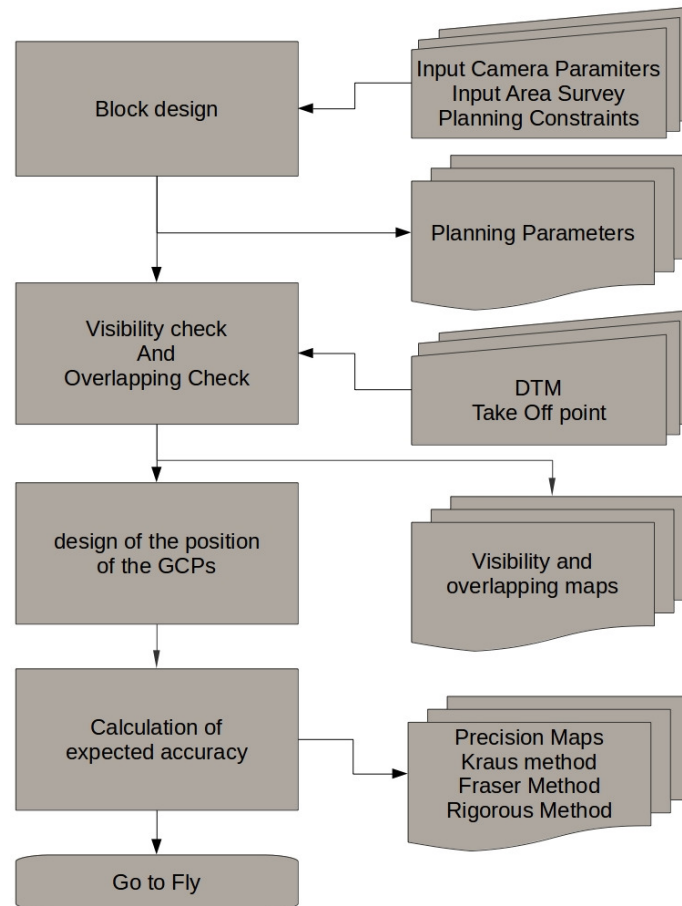 Block design
Input Camera Paramiters
Input Area Survey
Planning Constraints
Planning Parameters
Visibility check
And
Overlapping Check
DTM
Take Off point
design of the position
of the GCPs
Visibility and
overlapping maps
Calculation of
expected accuracy
Precision Maps
Kraus method
Fraser Method
Rigorous Method
Go to Fly